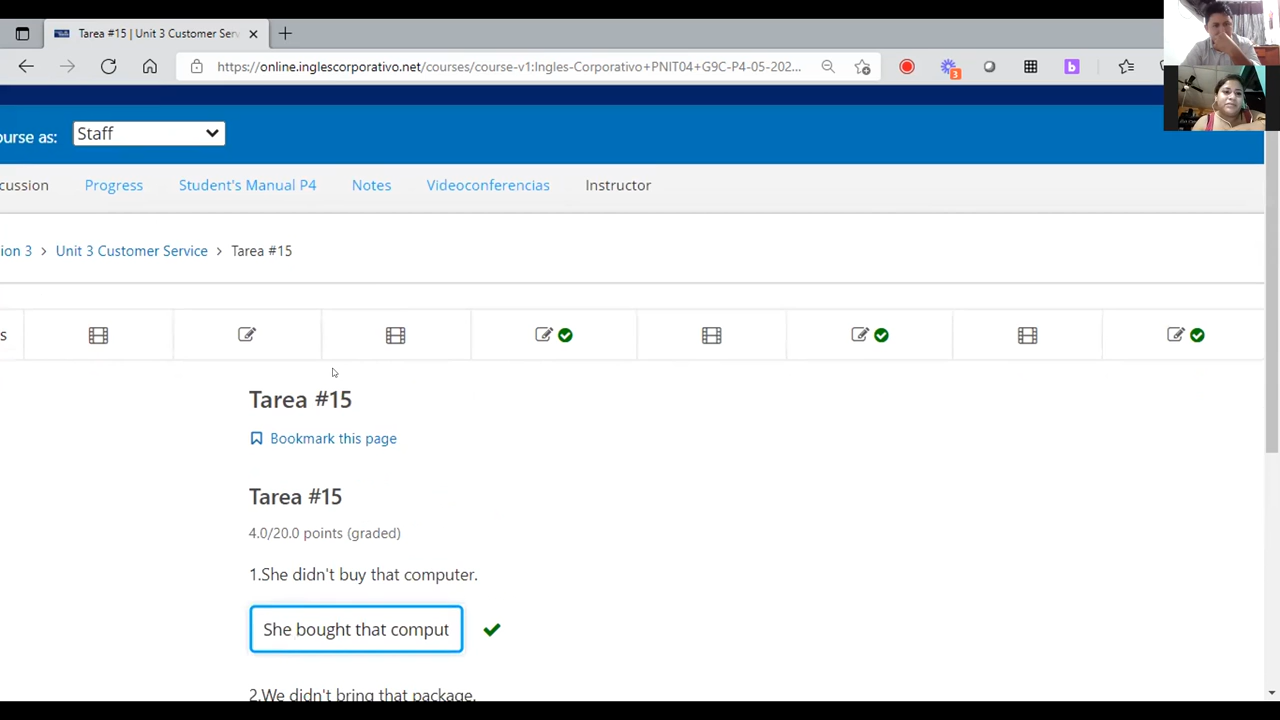 Tarea #15 | Unit 3 Customer Serv
https://online.inglescorporativo.net/courses/course-v1:Ingles-Corporativo+PNIT04+G9C-P4-05-202...
3
ourse as:
Staff
cussion Progress Student's Manual P4 Notes Videoconferencias Instructor
ion 3 > Unit 3 Customer Service > Tarea #15
s
Tarea #15
Bookmark this page
Tarea #15
4.0/20.0 points (graded)
1.She didn't buy that computer.
She bought that comput
2.We didn't bring that package.